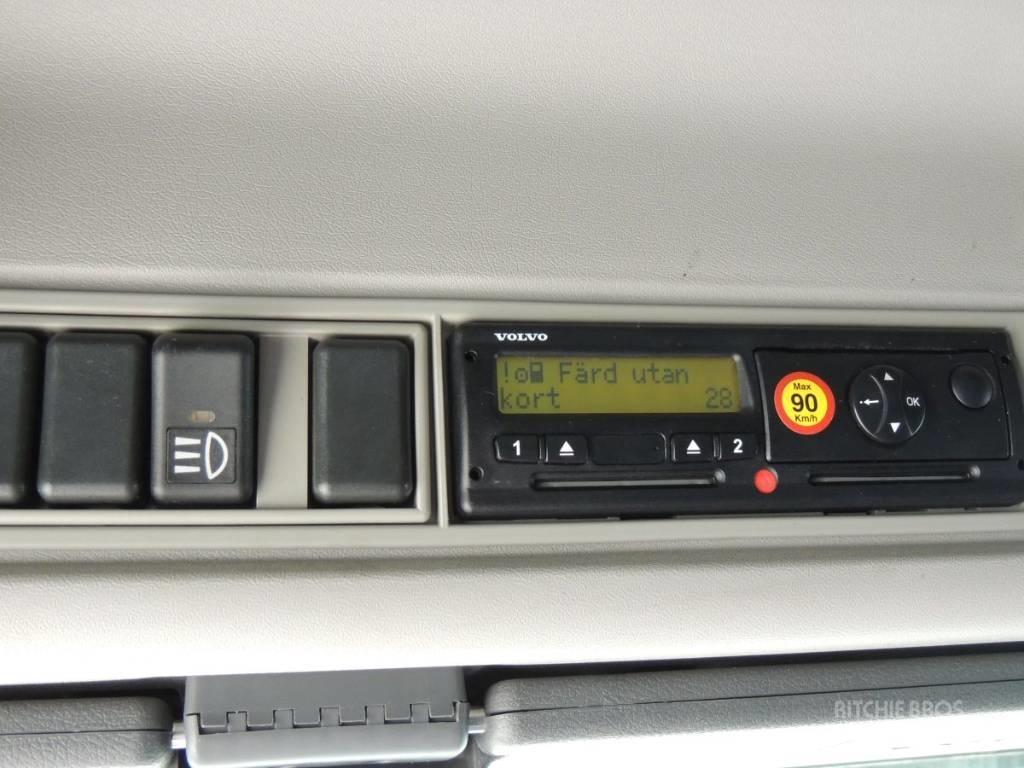 VOLVO
! Färd utan
kort 28
Max
90
Km/h
OK
1 2
RITCHIE BROS